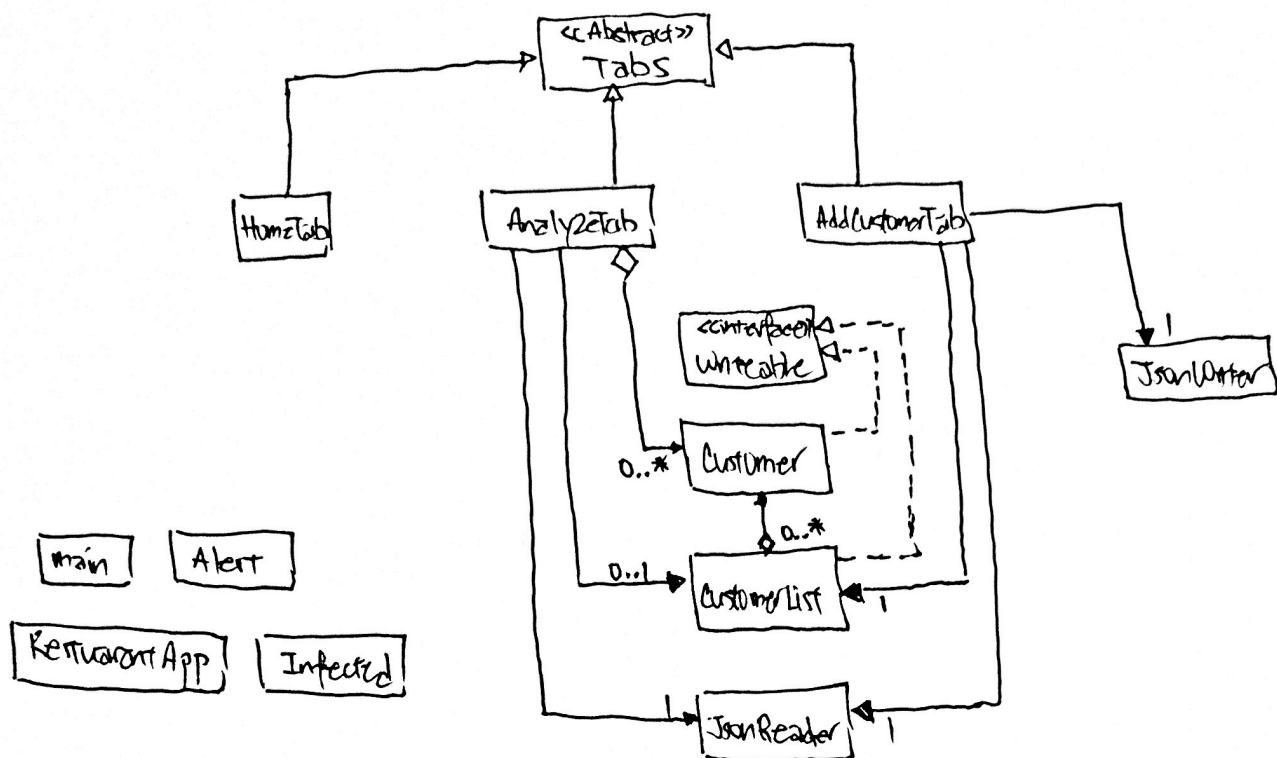 <<Abstract>>
Tabs
HomeTab
AnalyzeTab
AddCustomerTab
<<interface>>
Writeable
1
JsonWriter
0..*
Customer
0..*
main
Alert
0..1
CustomerList
1
App
Infected
1
JsonReader
1